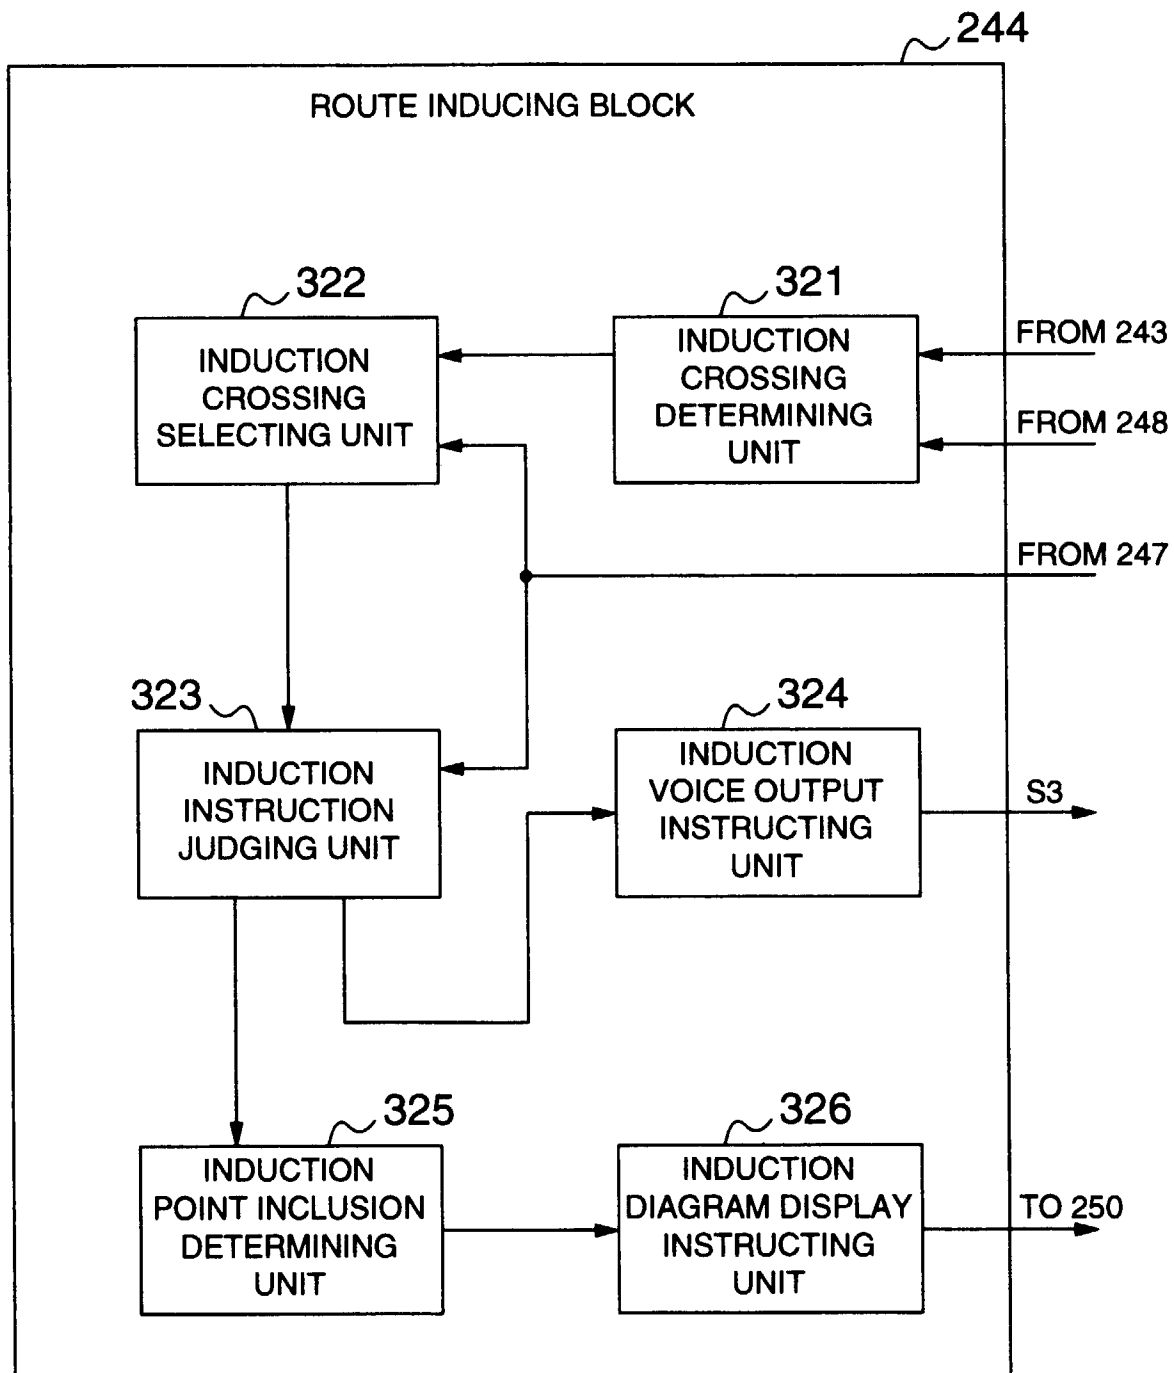 244
ROUTE INDUCING BLOCK
322
321
INDUCTION
CROSSING
SELECTING UNIT
INDUCTION
CROSSING
DETERMINING
UNIT
FROM 243
FROM 248
FROM 247
323
324
INDUCTION
INSTRUCTION
JUDGING UNIT
INDUCTION
VOICE OUTPUT
INSTRUCTING
UNIT
S3
325
326
INDUCTION
POINT INCLUSION
DETERMINING
UNIT
INDUCTION
DIAGRAM DISPLAY
INSTRUCTING
UNIT
TO 250